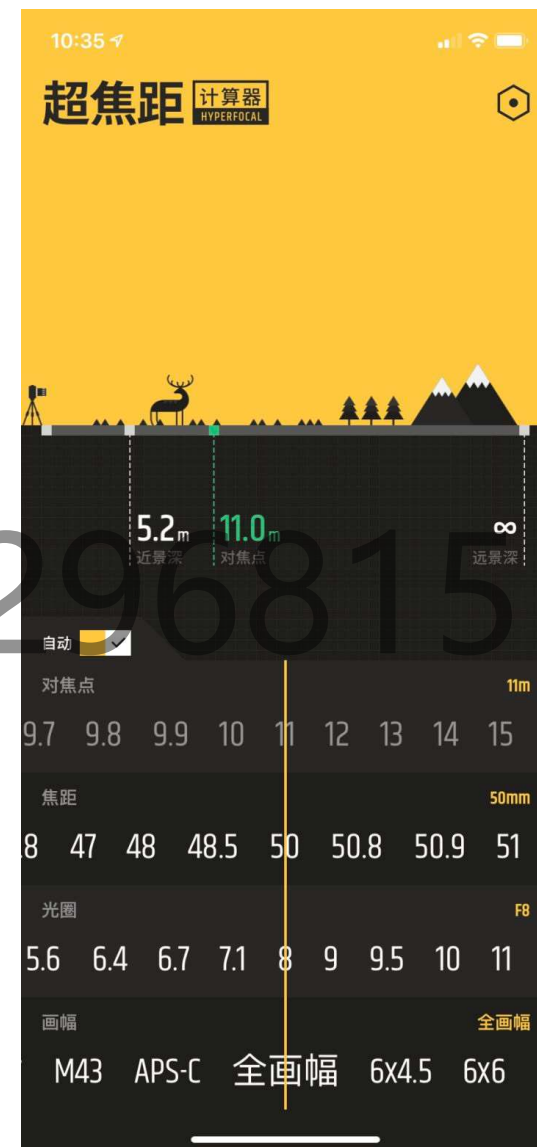 10:35
超焦距 计算器
HYPERFOCAL
5.2m 11.0m ∞
近景深 对焦点 远景深
296815
自动
对焦点 11m
9.7 9.8 9.9 10 11 12 13 14 15
焦距 50mm
.8 47 48 48.5 50 50.8 50.9 51
光圈 F8
5.6 6.4 6.7 7.1 8 9 9.5 10 11
画幅 全画幅
M43 APS-C 全画幅 6x4.5 6x6